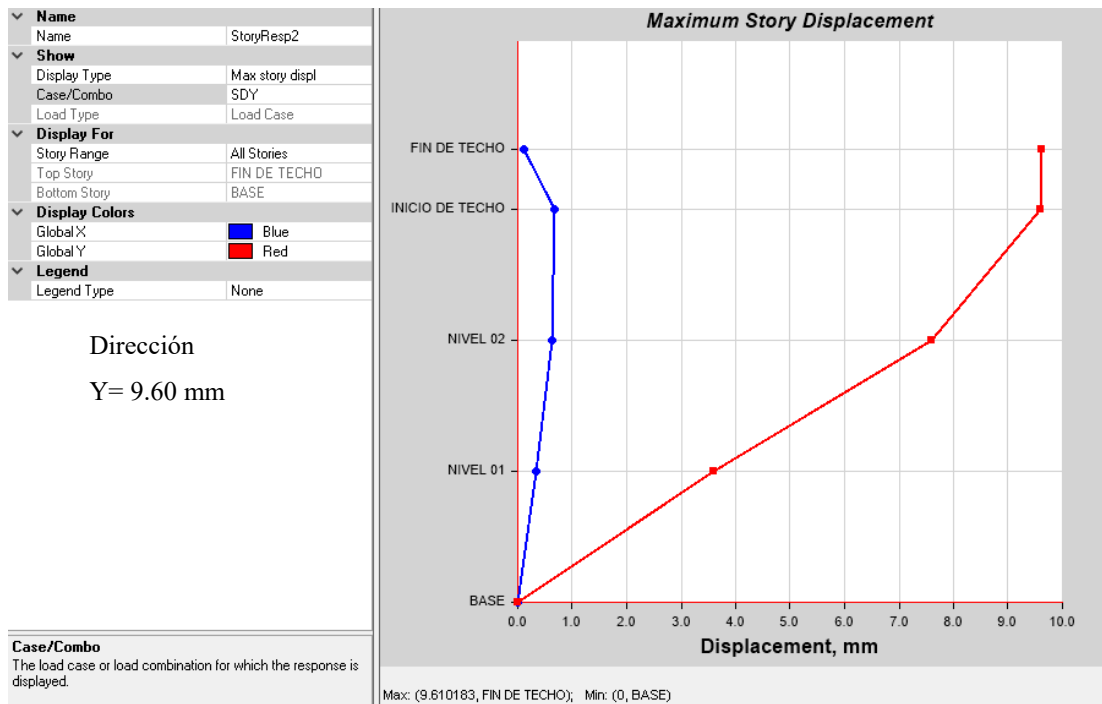 Name
Name StoryResp2
Show
Display Type Max story displ
Case/Combo SDY
Load Type Load Case
Display For
Story Range All Stories
Top Story FIN DE TECHO
Bottom Story BASE
Display Colors
Global X Blue
Global Y Red
Legend
Legend Type None
Dirección
Y= 9.60 mm
Case/Combo
The load case or load combination for which the response is
displayed.
Maximum Story Displacement
FIN DE TECHO
INICIO DE TECHO
NIVEL 02
NIVEL 01
BASE
0.0 1.0 2.0 3.0 4.0 5.0 6.0 7.0 8.0 9.0 10.0
Displacement, mm
Max: (9.610183, FIN DE TECHO); Min: (0, BASE)